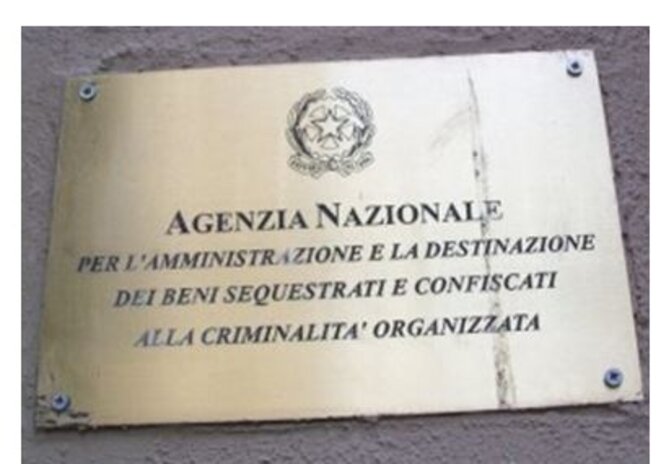 AGENZIA NAZIONALE
PER L'AMMINISTRAZIONE E LA DESTINAZIONE
DEI BENI SEQUESTRATI E CONFISCATI
ALLA CRIMINALITA' ORGANIZZATA